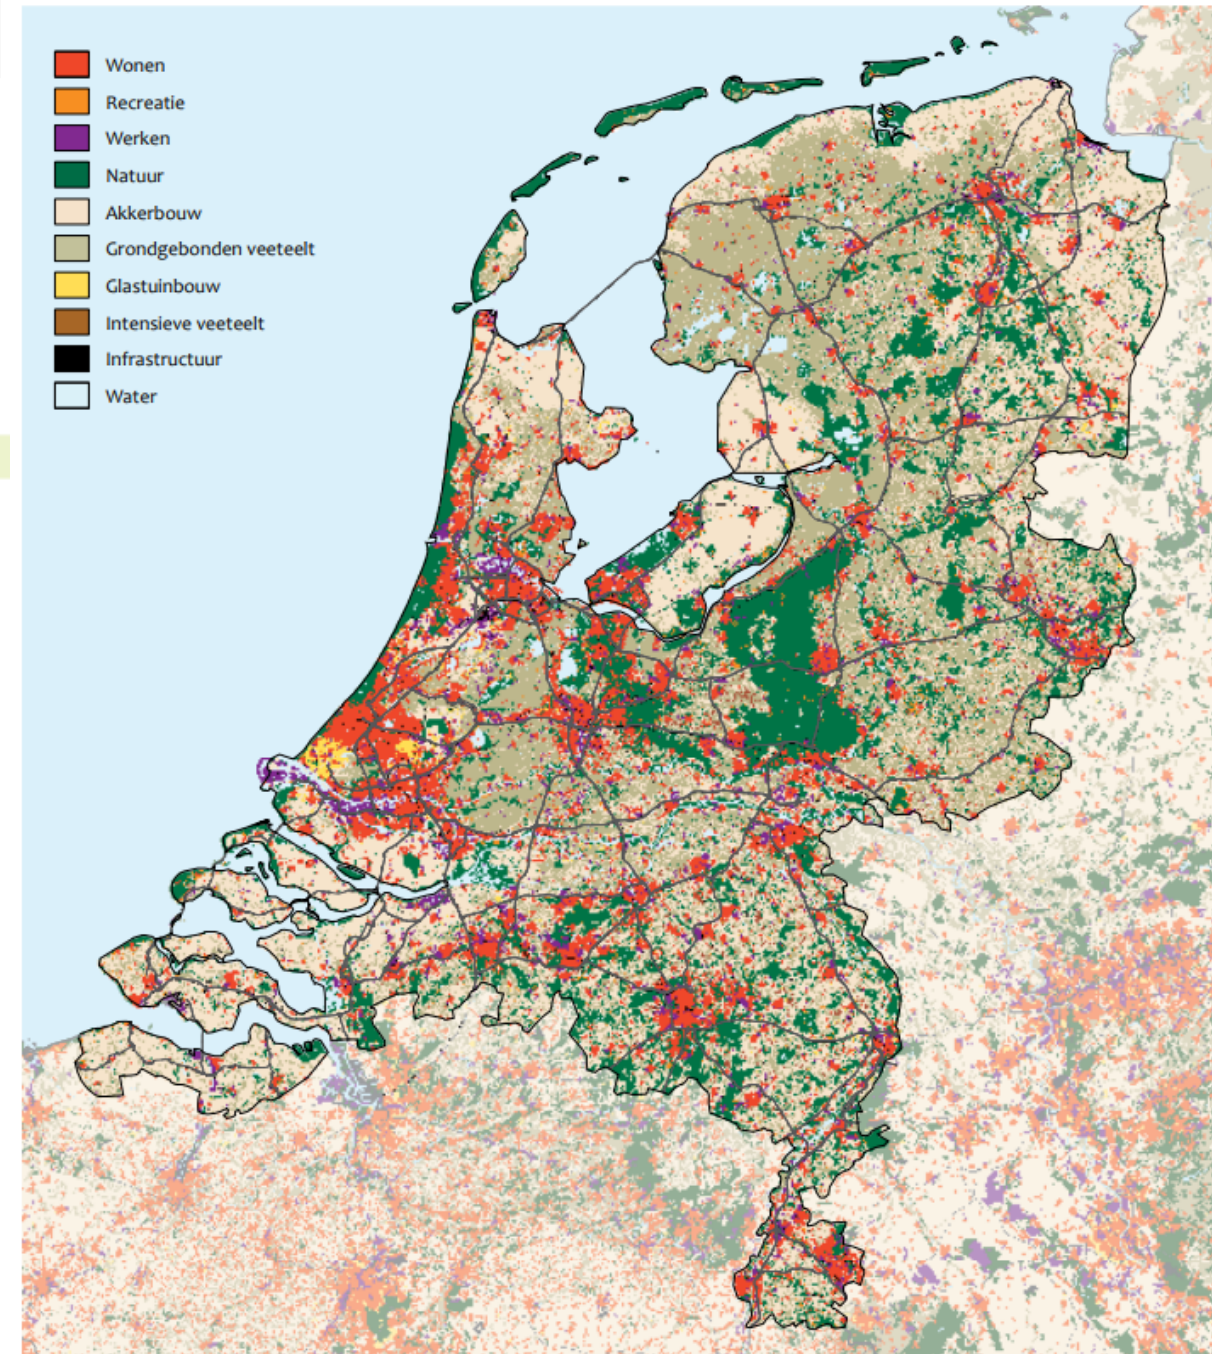 Wonen
Recreatie
Werken
Natuur
Akkerbouw
Grondgebonden veeteelt
Glastuinbouw
Intensieve veeteelt
Infrastructuur
Water